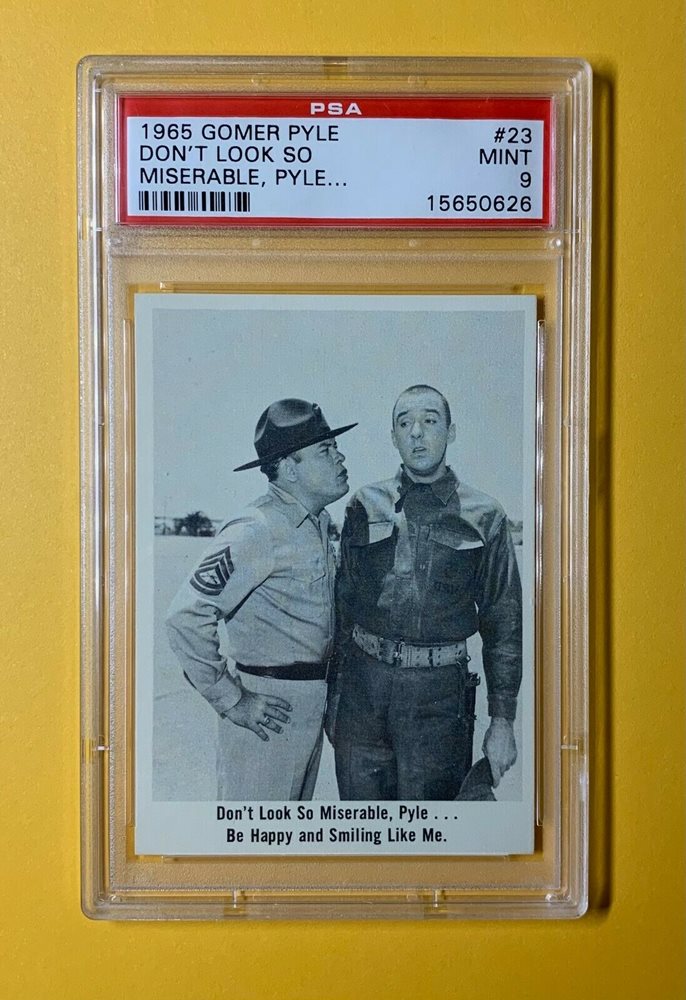 PSA
1965 GOMER PYLE #23
DON'T LOOK SO MINT
MISERABLE, PYLE... 9
15650626
Don't Look So Miserable, Pyle . . .
Be Happy and Smiling Like Me.